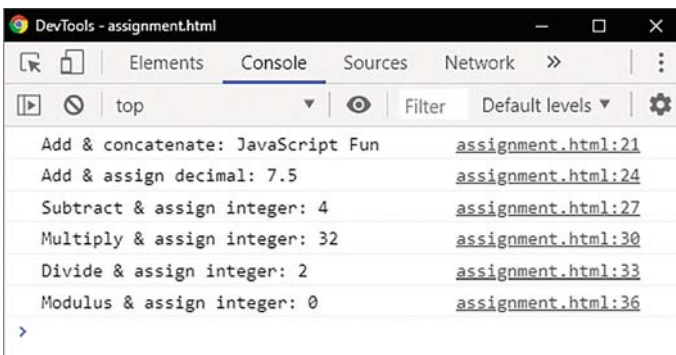 DevTools - assignment.html
Elements Console Sources Network »
top Filter Default levels
Add & concatenate: JavaScript Fun assignment.html:21
Add & assign decimal: 7.5 assignment.html:24
Subtract & assign integer: 4 assignment.html:27
Multiply & assign integer: 32 assignment.html:30
Divide & assign integer: 2 assignment.html:33
Modulus & assign integer: 0 assignment.html:36
>